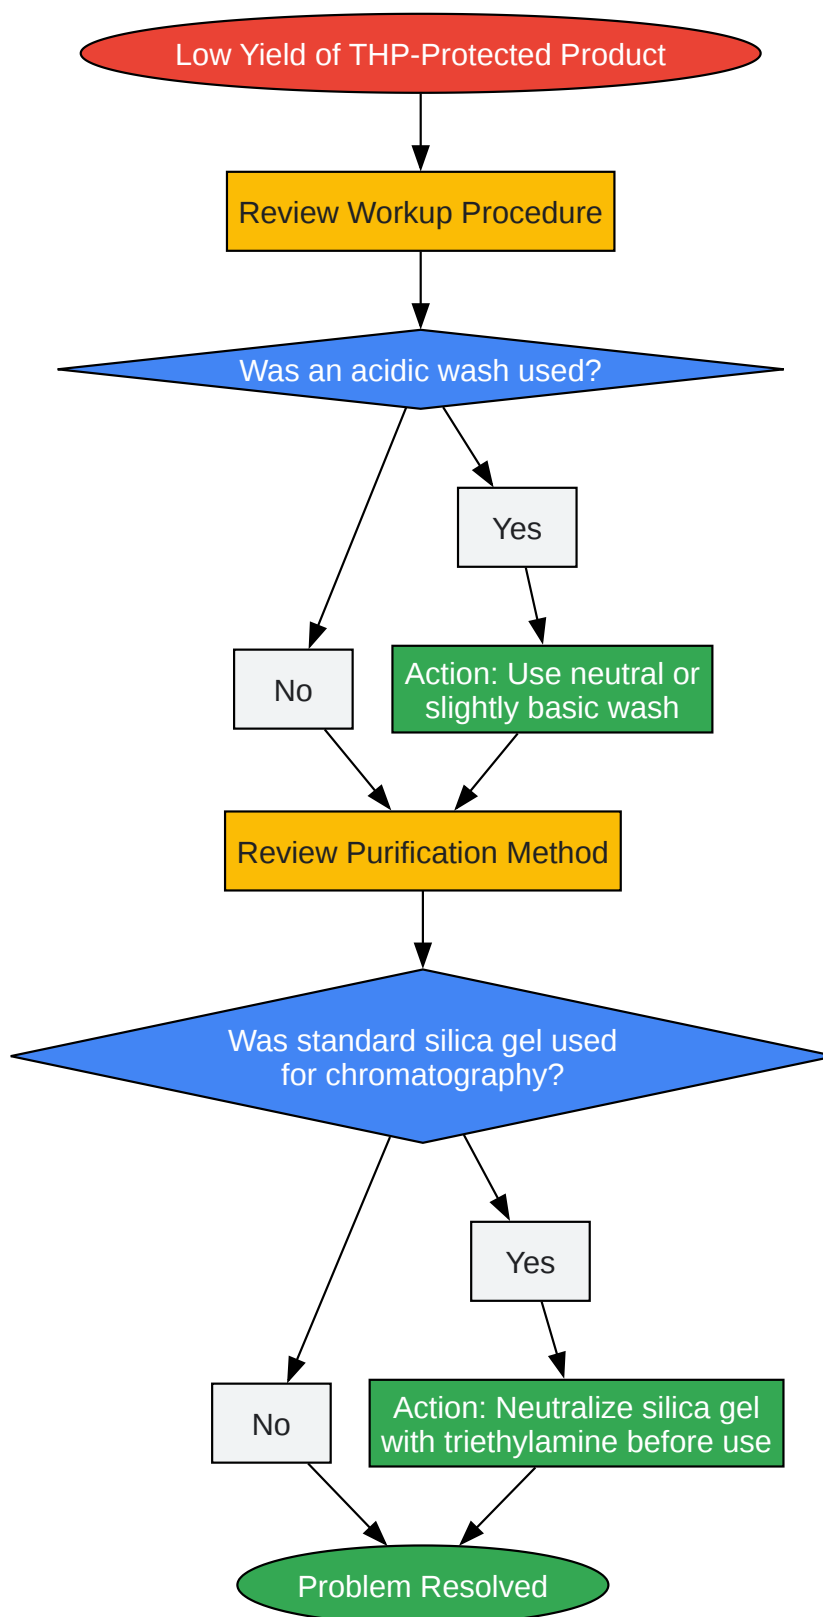 Low Yield of THP-Protected Product
Review Workup Procedure
Was an acidic wash used?
Yes
No
Action: Use neutral or
slightly basic wash
Review Purification Method
Was standard silica gel used
for chromatography?
Yes
No
Action: Neutralize silica gel
with triethylamine before use
Problem Resolved